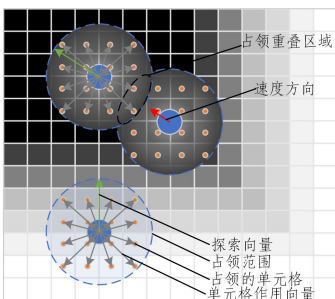 占领重叠区域
速度方向
探索向量
占领范围
占领的单元格
单元格作用向量